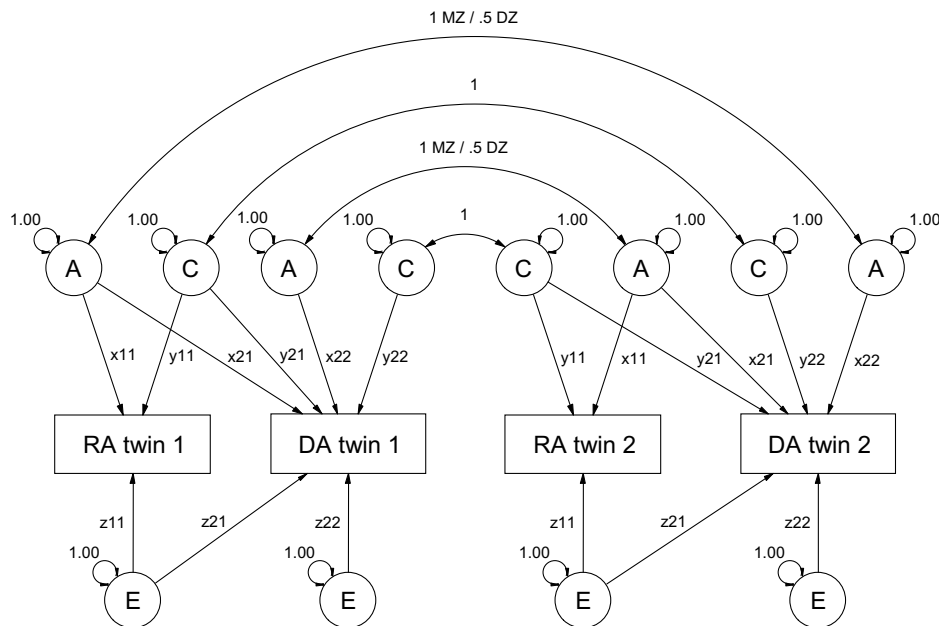 1 MZ / .5 DZ
1
1 MZ / .5 DZ
1
1.00 1.00 1.00 1.00 1.00 1.00 1.00 1.00
A C A C C A C A
x11 y11 x21 y21 x22 y22 y11 x11 y21 x21 y22 x22
RA twin 1 DA twin 1 RA twin 2 DA twin 2
z11 z21 z22 z11 z21 z22
1.00 1.00 1.00 1.00
E E E E